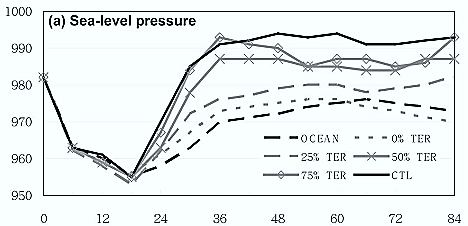 (a) Sea-level pressure
1000
990
980
970
960
950
OCEAN 0% TER
25% TER 50% TER
75% TER CTL
0 12 24 36 48 60 72 84